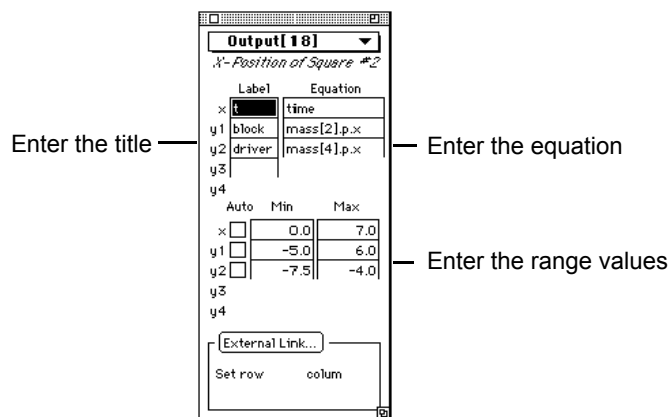 Output[18]
X-Position of Square #2
Label Equation
x t time
y1 block mass[2].p.x
Enter the title
y2 driver mass[4].p.x
Enter the equation
y3
y4
Auto Min Max
x 0.0 7.0
y1 -5.0 6.0
y2 -7.5 -4.0
Enter the range values
y3
y4
External Link...
Set row colum